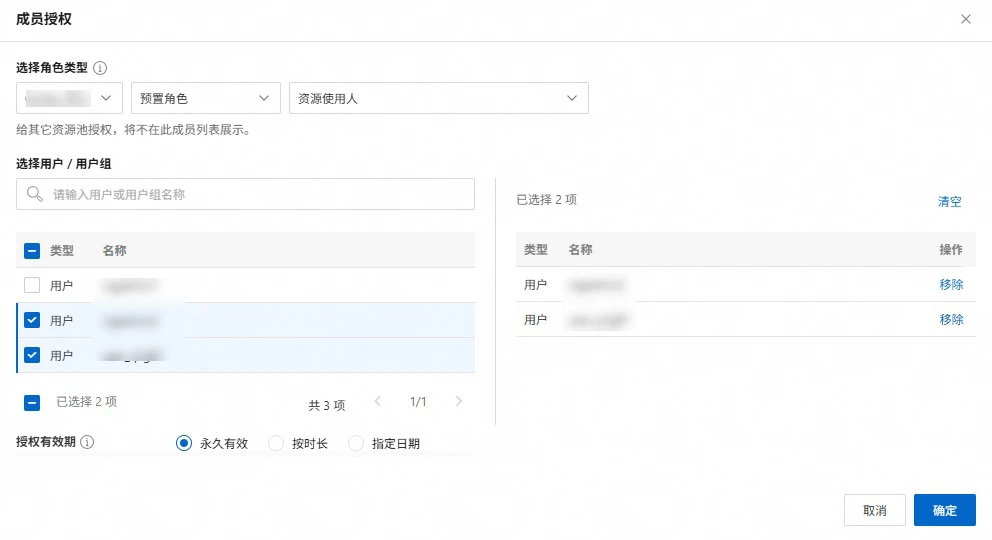 成员授权
选择角色类型
预置角色
资源使用人
给其它资源池授权，将不在此成员列表展示。
选择用户 / 用户组
请输入用户或用户组名称
类型 名称
用户
用户
用户
已选择 2 项
共 3 项
1/1
已选择 2 项
清空
类型 名称 操作
用户 移除
用户 移除
授权有效期
永久有效 按时长 指定日期
取消 确定